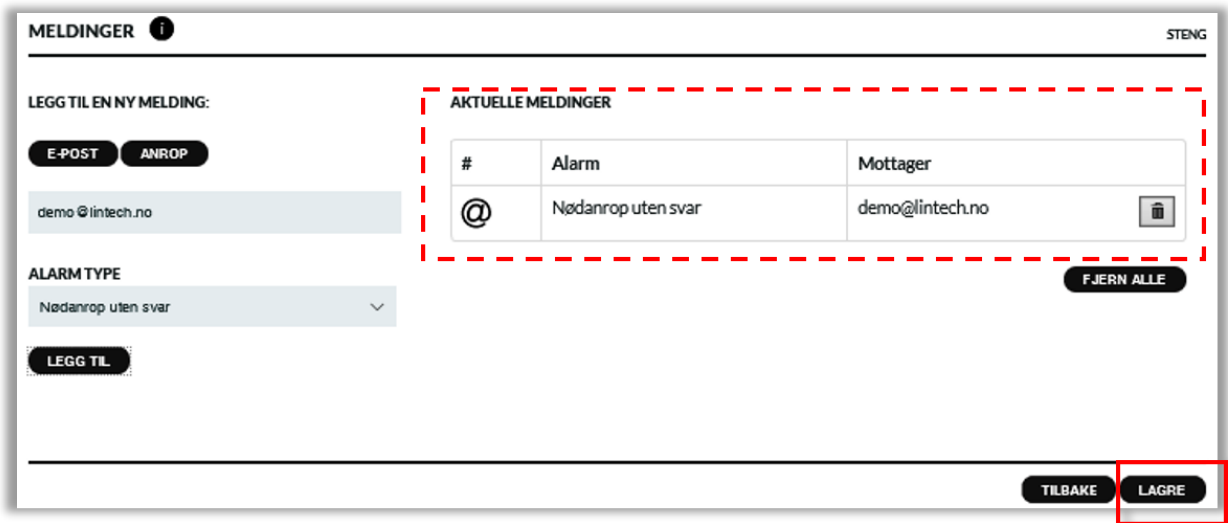 MELDINGER i
STENG
LEGG TIL EN NY MELDING:
E-POST ANROP
demo@lintech.no
ALARM TYPE
Nødanrop uten svar
LEGG TIL
AKTUELLE MELDINGER
# Alarm Mottager
@ Nødanrop uten svar demo@lintech.no
FJERN ALLE
TILBAKE LAGRE